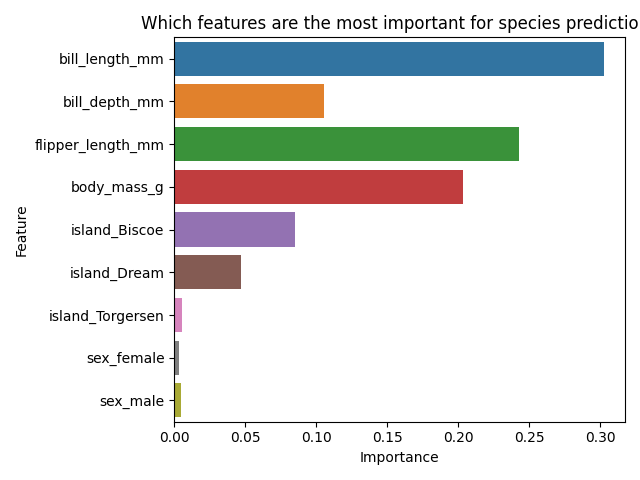 Which features are the most important for species predictio
bill_length_mm
bill_depth_mm
flipper_length_mm
body_mass_g
island_Biscoe
island_Dream
island_Torgersen
sex_female
sex_male
Feature
0.00 0.05 0.10 0.15 0.20 0.25 0.30
Importance